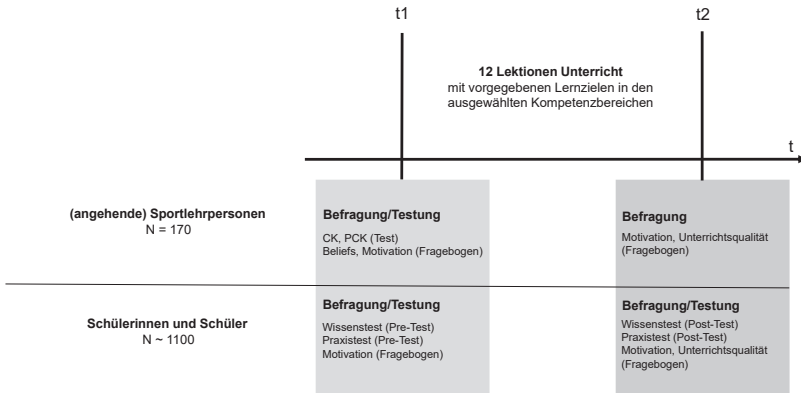 t1
t2
12 Lektionen Unterricht
mit vorgegebenen Lernzielen in den
ausgewählten Kompetenzbereichen
t
(angehende) Sportlehrpersonen
N = 170
Befragung/Testung
CK, PCK (Test)
Beliefs, Motivation (Fragebogen)
Befragung
Motivation, Unterrichtsqualität
(Fragebogen)
Schülerinnen und Schüler
N ~ 1100
Befragung/Testung
Wissenstest (Pre-Test)
Praxistest (Pre-Test)
Motivation (Fragebogen)
Befragung/Testung
Wissenstest (Post-Test)
Praxistest (Post-Test)
Motivation, Unterrichtsqualität
(Fragebogen)